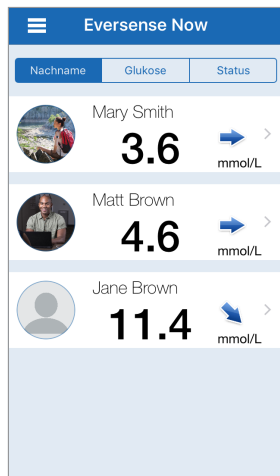 Eversense Now
Nachname Glukose Status
Mary Smith
3.6
mmol/L
Matt Brown
4.6
mmol/L
Jane Brown
11.4
mmol/L